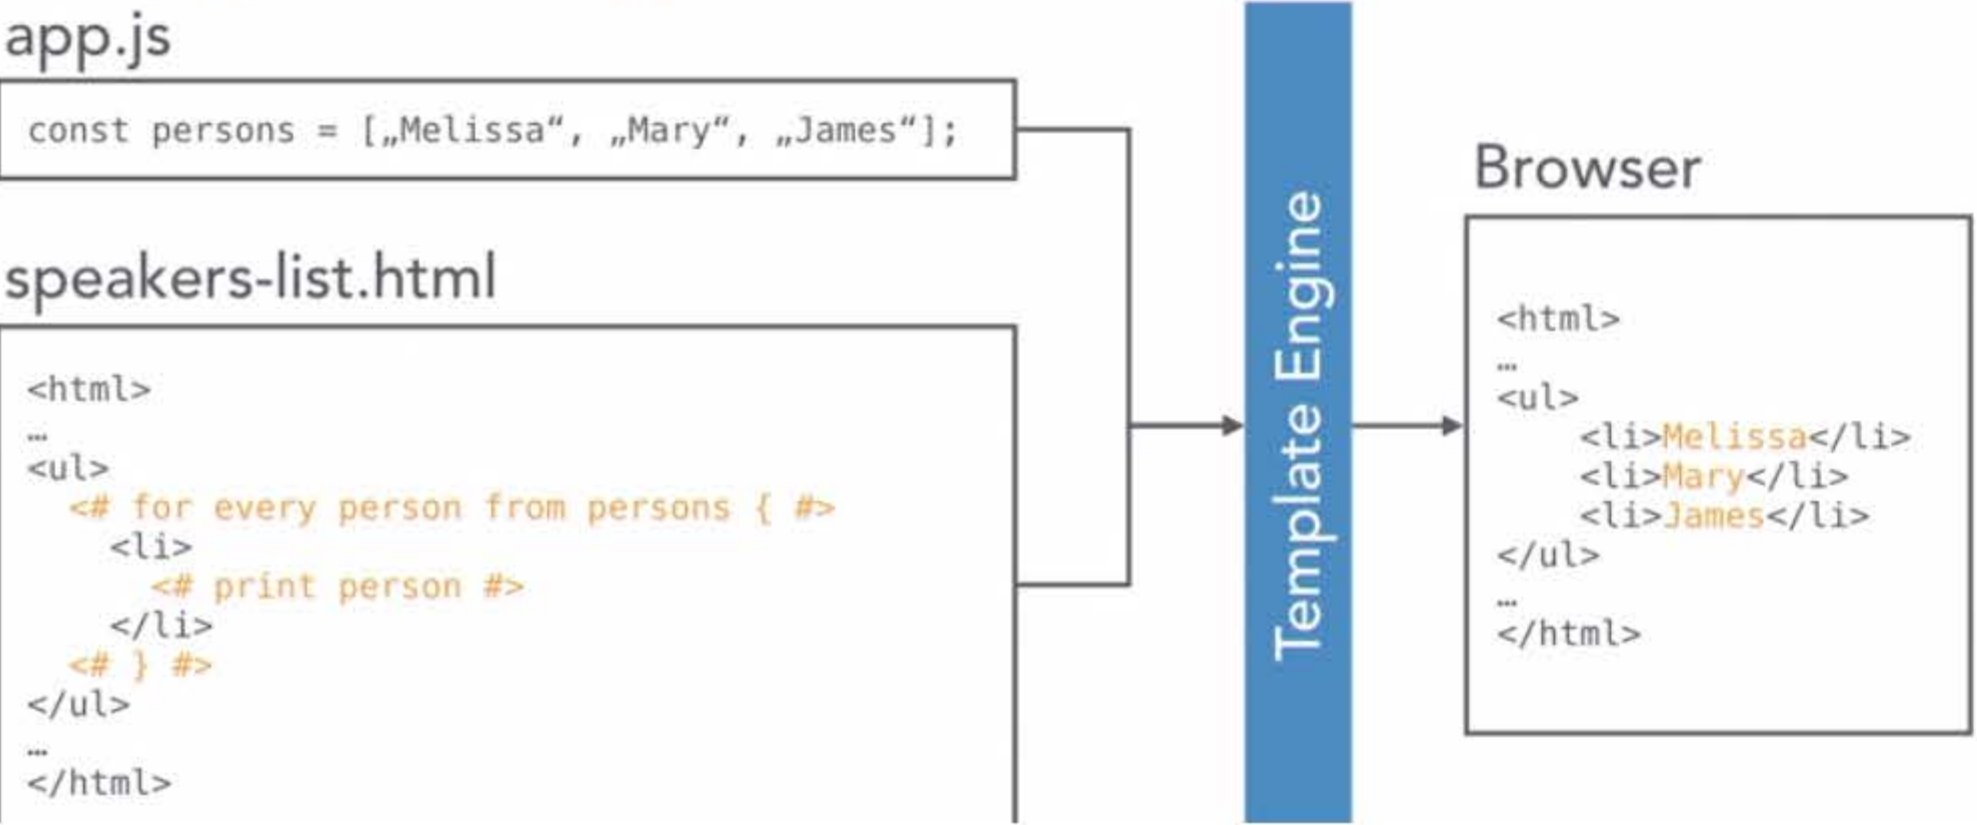 app.js
const persons = [„Melissa“, „Mary“, „James“];
speakers-list.html
<html>
…
<ul>
<# for every person from persons { #>
<li>
<# print person #>
</li>
<# } #>
</ul>
…
</html>
Template Engine
Browser
<html>
…
<ul>
<li>Melissa</li>
<li>Mary</li>
<li>James</li>
</ul>
…
</html>